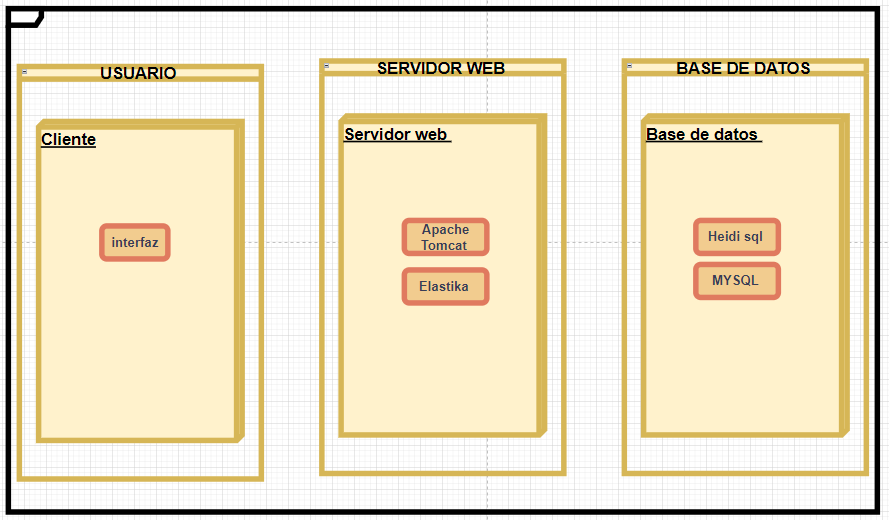 USUARIO
Cliente
interfaz
SERVIDOR WEB
Servidor web
Apache
Tomcat
Elastika
BASE DE DATOS
Base de datos
Heidi sql
MYSQL